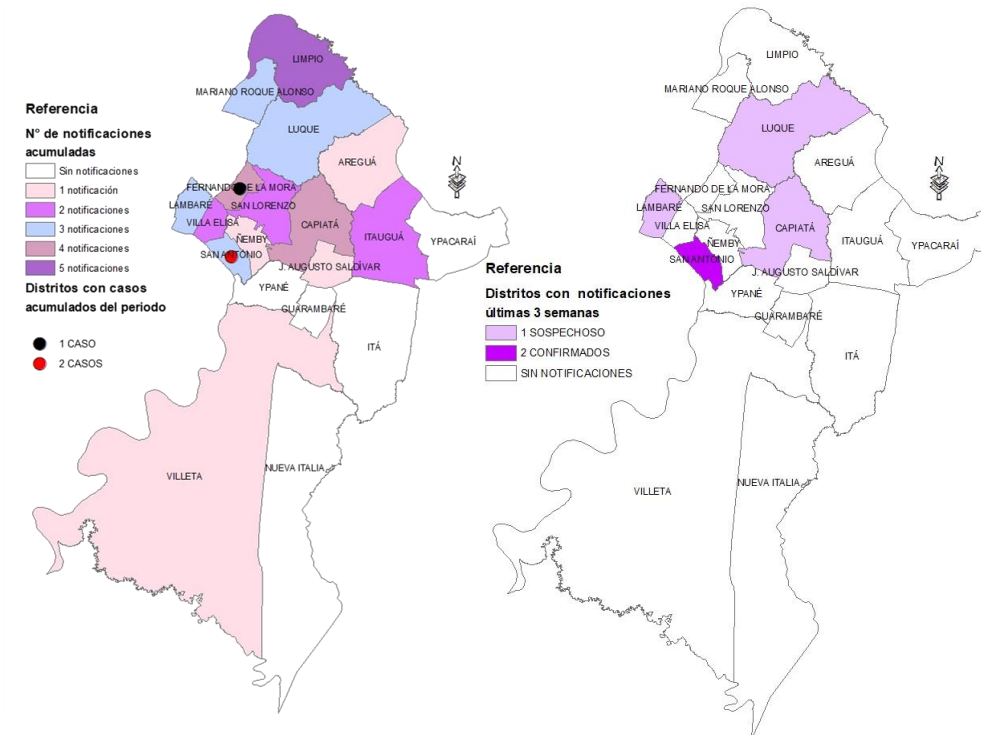 LIMPIO
MARIANO ROQUE ALONSO
LUQUE
AREGUÁ
FERNANDO DE LA MORA
LAMBARÉ
SAN LORENZO
VILLA ELISA
CAPIATÁ
ÑEMBY
ITAUGUÁ
YPACARAÍ
SAN ANTONIO
J. AUGUSTO SALDÍVAR
YPANÉ
GUARAMBARÉ
ITÁ
VILLETA
NUEVA ITALIA
N
Referencia
N° de notificaciones
acumuladas
Sin notificaciones
1 notificación
2 notificaciones
3 notificaciones
4 notificaciones
5 notificaciones
Distritos con casos
acumulados del periodo
1 CASO
2 CASOS
LIMPIO
MARIANO ROQUE ALONSO
LUQUE
AREGUÁ
FERNANDO DE LA MORA
LAMBARÉ
SAN LORENZO
VILLA ELISA
CAPIATÁ
ÑEMBY
ITAUGUÁ
YPACARAÍ
SAN ANTONIO
J. AUGUSTO SALDÍVAR
YPANÉ
GUARAMBARÉ
ITÁ
VILLETA
NUEVA ITALIA
N
Referencia
Distritos con notificaciones
últimas 3 semanas
1 SOSPECHOSO
2 CONFIRMADOS
SIN NOTIFICACIONES